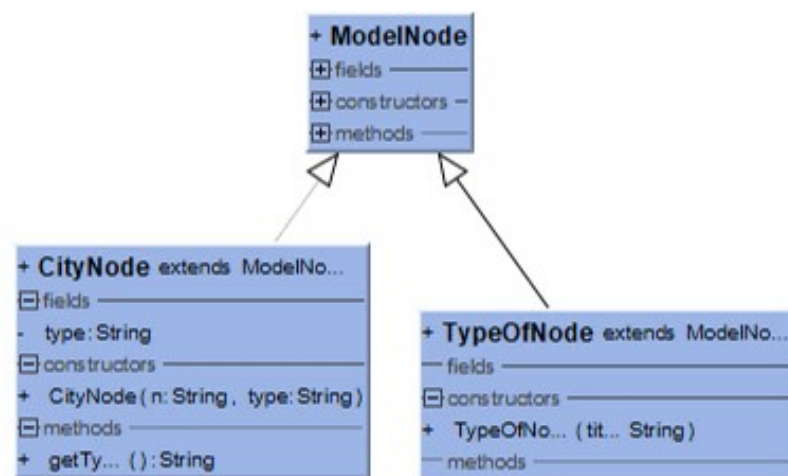 + ModelNode
+ fields
+ constructors
+ methods
+ CityNode extends ModelNo...
- fields
- type:String
- constructors
+ CityNode(n:String, type:String)
- methods
+ getTy... ():String
+ TypeOfNode extends ModelNo...
fields
- constructors
+ TypeOfNo... (tit... String)
methods